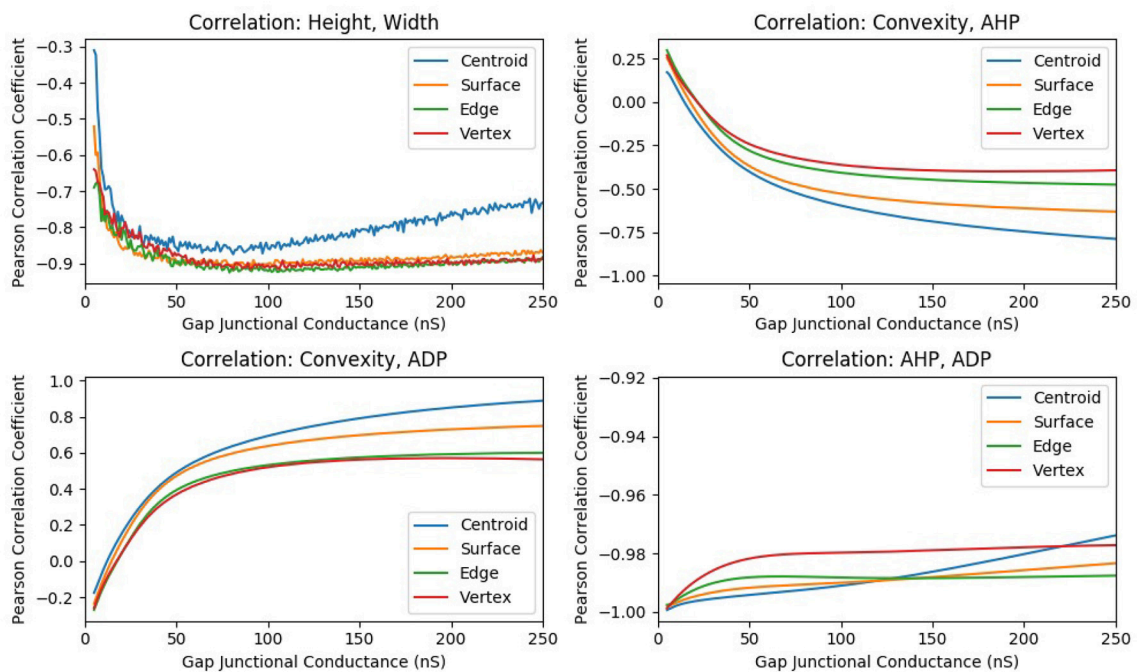 Correlation: Height, Width
Pearson Correlation Coefficient
−0.3
−0.4
−0.5
−0.6
−0.7
−0.8
−0.9
0
50
100
150
200
250
Gap Junctional Conductance (nS)
Centroid
Surface
Edge
Vertex
Correlation: Convexity, AHP
Pearson Correlation Coefficient
0.25
0.00
−0.25
−0.50
−0.75
−1.00
0
50
100
150
200
250
Gap Junctional Conductance (nS)
Centroid
Surface
Edge
Vertex
Correlation: Convexity, ADP
Pearson Correlation Coefficient
1.0
0.8
0.6
0.4
0.2
0.0
−0.2
0
50
100
150
200
250
Gap Junctional Conductance (nS)
Centroid
Surface
Edge
Vertex
Correlation: AHP, ADP
Pearson Correlation Coefficient
−0.92
−0.94
−0.96
−0.98
−1.00
0
50
100
150
200
250
Gap Junctional Conductance (nS)
Centroid
Surface
Edge
Vertex